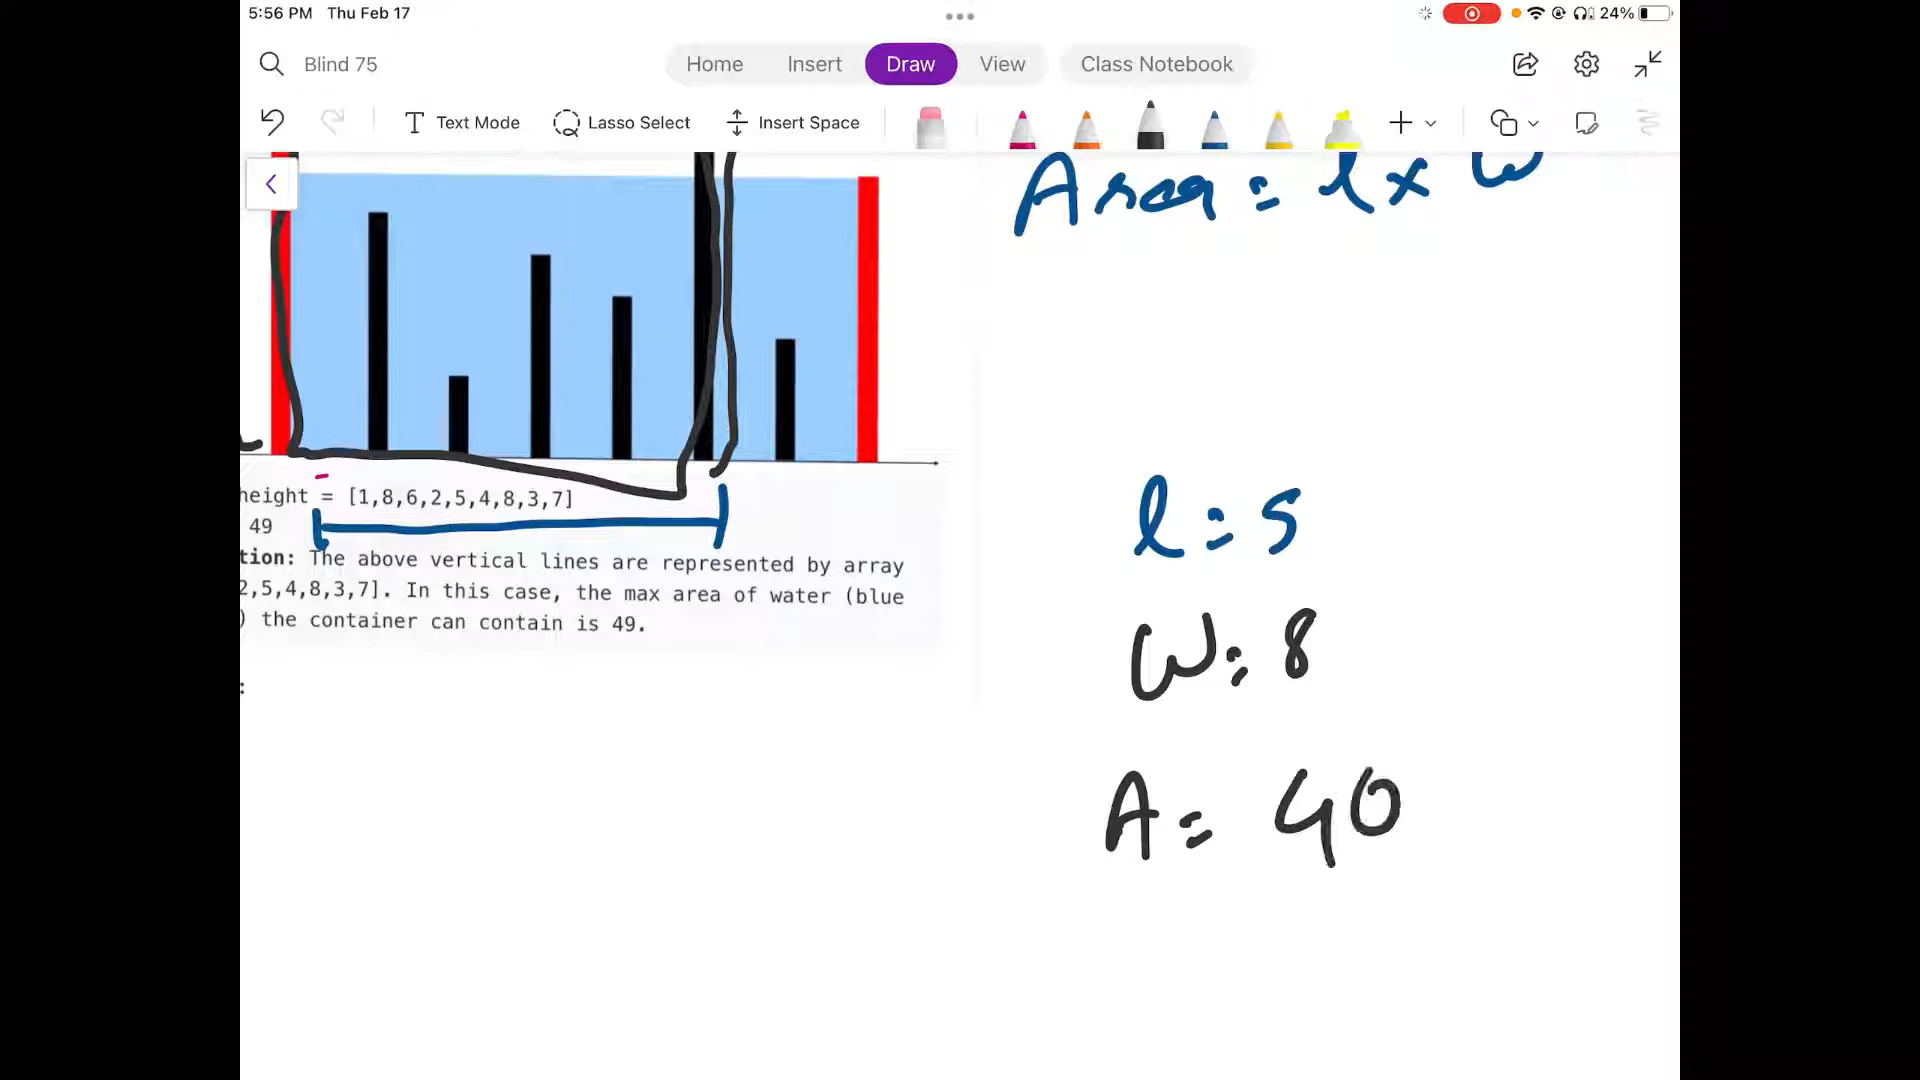 5:56 PM Thu Feb 17
24%
Blind 75
Home Insert Draw View Class Notebook
Text Mode Lasso Select Insert Space
Area = l x w
height = [1,8,6,2,5,4,8,3,7]
49
tion: The above vertical lines are represented by array
2,5,4,8,3,7]. In this case, the max area of water (blue
) the container can contain is 49.
:
l = 5
W = 8
A = 40